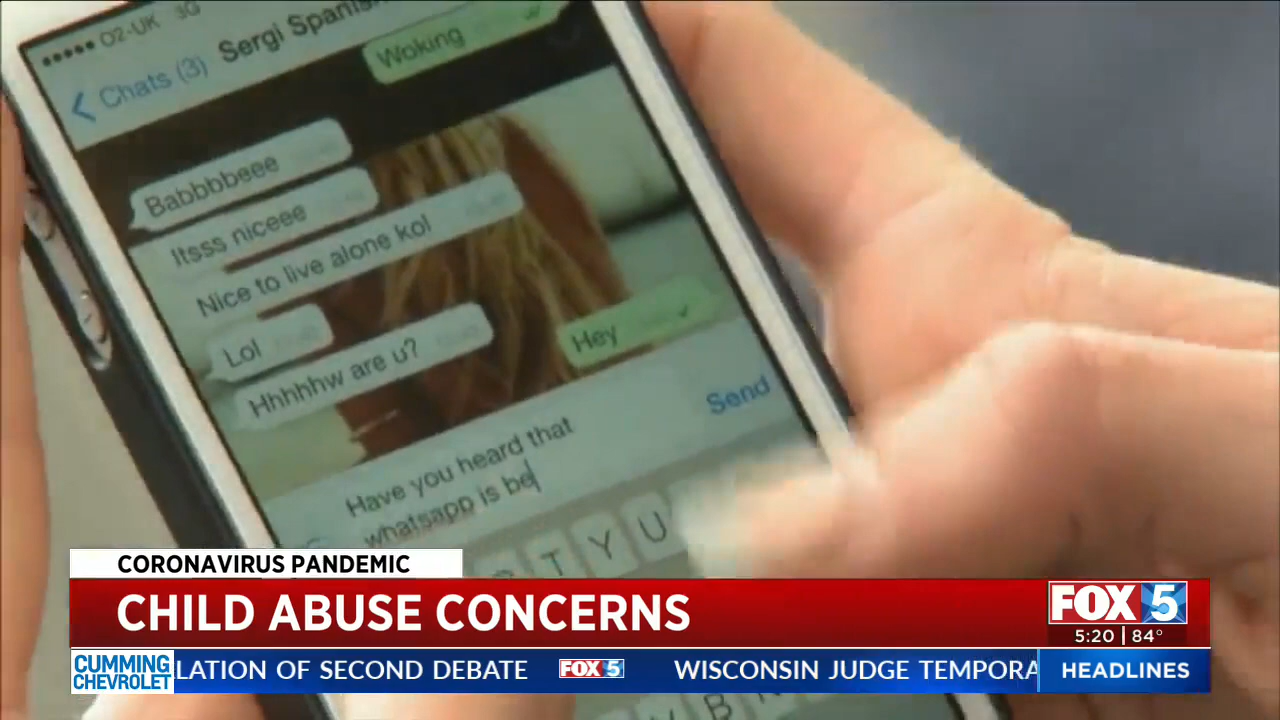 O2-UK 3G
Chats (3) Sergi Spanish
Woking
Babbbbeee
Itsss niceee
Nice to live alone kol
Lol
Hhhhhw are u?
Hey
Have you heard that
whatsapp is be
Send
T Y U
B
CORONAVIRUS PANDEMIC
CHILD ABUSE CONCERNS
FOX 5
5:20 | 84°
CUMMING
CHEVROLET
LATION OF SECOND DEBATE FOX 5 WISCONSIN JUDGE TEMPORA
HEADLINES